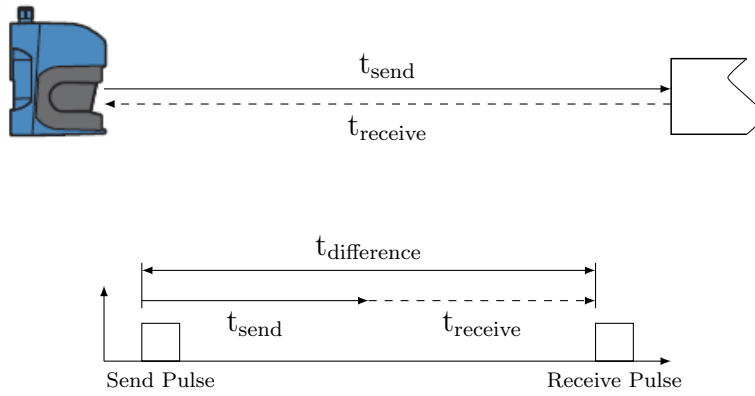 t_send
t_receive
t_difference
t_send t_receive
Send Pulse Receive Pulse